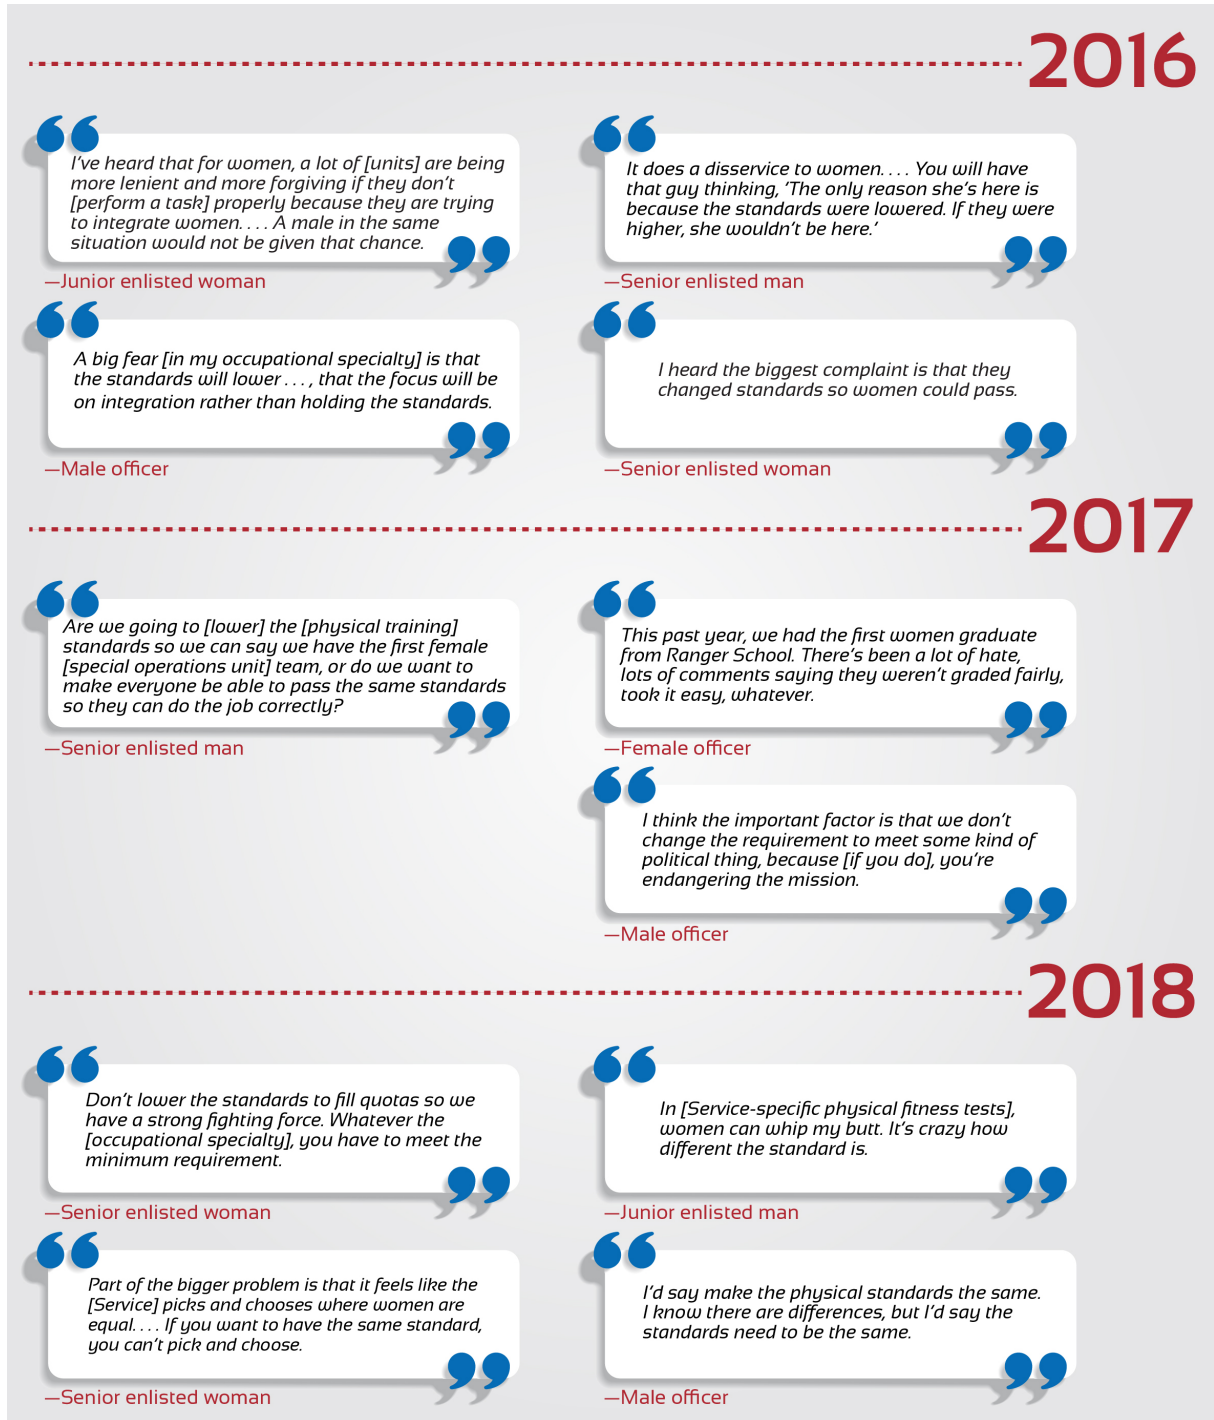 2016
“
I’ve heard that for women, a lot of [units] are being
more lenient and more forgiving if they don’t
[perform a task] properly because they are trying
to integrate women. . . . A male in the same
situation would not be given that chance.
”
—Junior enlisted woman
“
It does a disservice to women. . . . You will have
that guy thinking, ‘The only reason she’s here is
because the standards were lowered. If they were
higher, she wouldn’t be here.’
”
—Senior enlisted man
“
A big fear [in my occupational specialty] is that
the standards will lower . . . , that the focus will be
on integration rather than holding the standards.
”
—Male officer
“
I heard the biggest complaint is that they
changed standards so women could pass.
”
—Senior enlisted woman
2017
“
Are we going to [lower] the [physical training]
standards so we can say we have the first female
[special operations unit] team, or do we want to
make everyone be able to pass the same standards
so they can do the job correctly?
”
—Senior enlisted man
“
This past year, we had the first women graduate
from Ranger School. There’s been a lot of hate,
lots of comments saying they weren’t graded fairly,
took it easy, whatever.
”
—Female officer
“
I think the important factor is that we don’t
change the requirement to meet some kind of
political thing, because [if you do], you’re
endangering the mission.
”
—Male officer
2018
“
Don’t lower the standards to fill quotas so we
have a strong fighting force. Whatever the
[occupational specialty], you have to meet the
minimum requirement.
”
—Senior enlisted woman
“
In [Service-specific physical fitness tests],
women can whip my butt. It’s crazy how
different the standard is.
”
—Junior enlisted man
“
Part of the bigger problem is that it feels like the
[Service] picks and chooses where women are
equal. . . . If you want to have the same standard,
you can’t pick and choose.
”
—Senior enlisted woman
“
I’d say make the physical standards the same.
I know there are differences, but I’d say the
standards need to be the same.
”
—Male officer